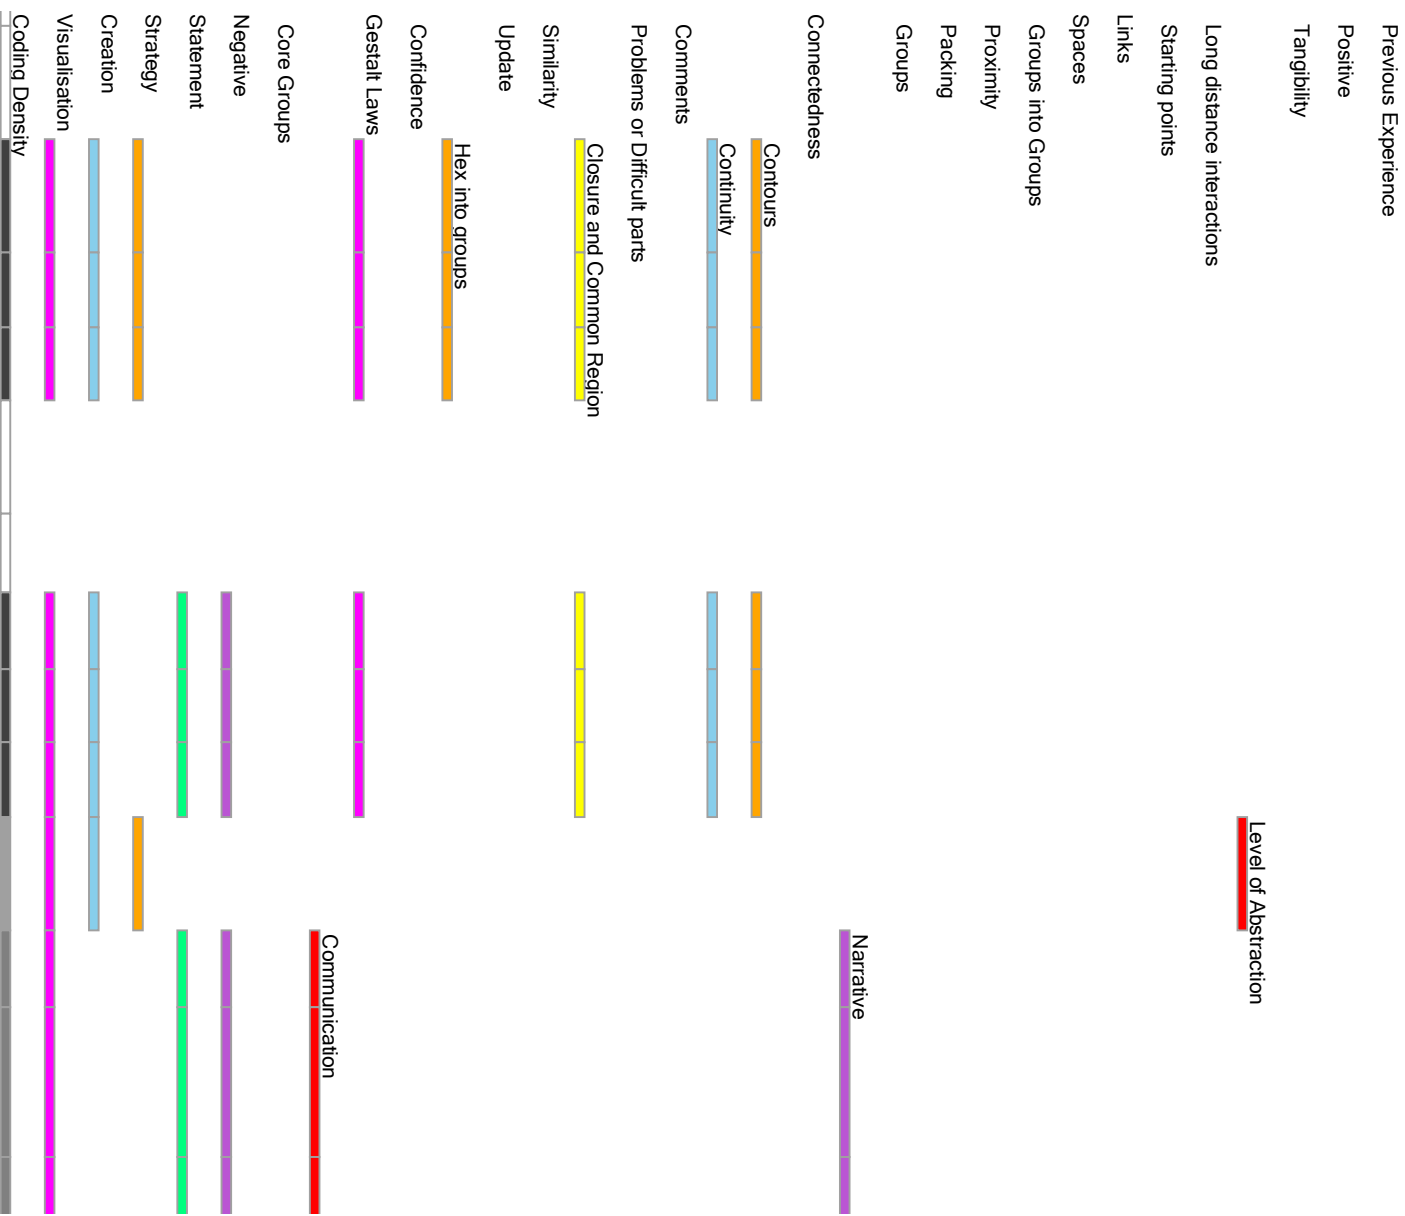 Coding Density
Visualisation
Creation
Strategy
Statement
Negative
Core Groups
Communication
Gestalt Laws
Confidence
Hex into groups
Update
Similarity
Closure and Common Region
Problems or Difficult parts
Comments
Continuity
Contours
Connectedness
Narrative
Groups
Packing
Proximity
Groups into Groups
Spaces
Links
Starting points
Long distance interactions
Level of Abstraction
Tangibility
Positive
Previous Experience